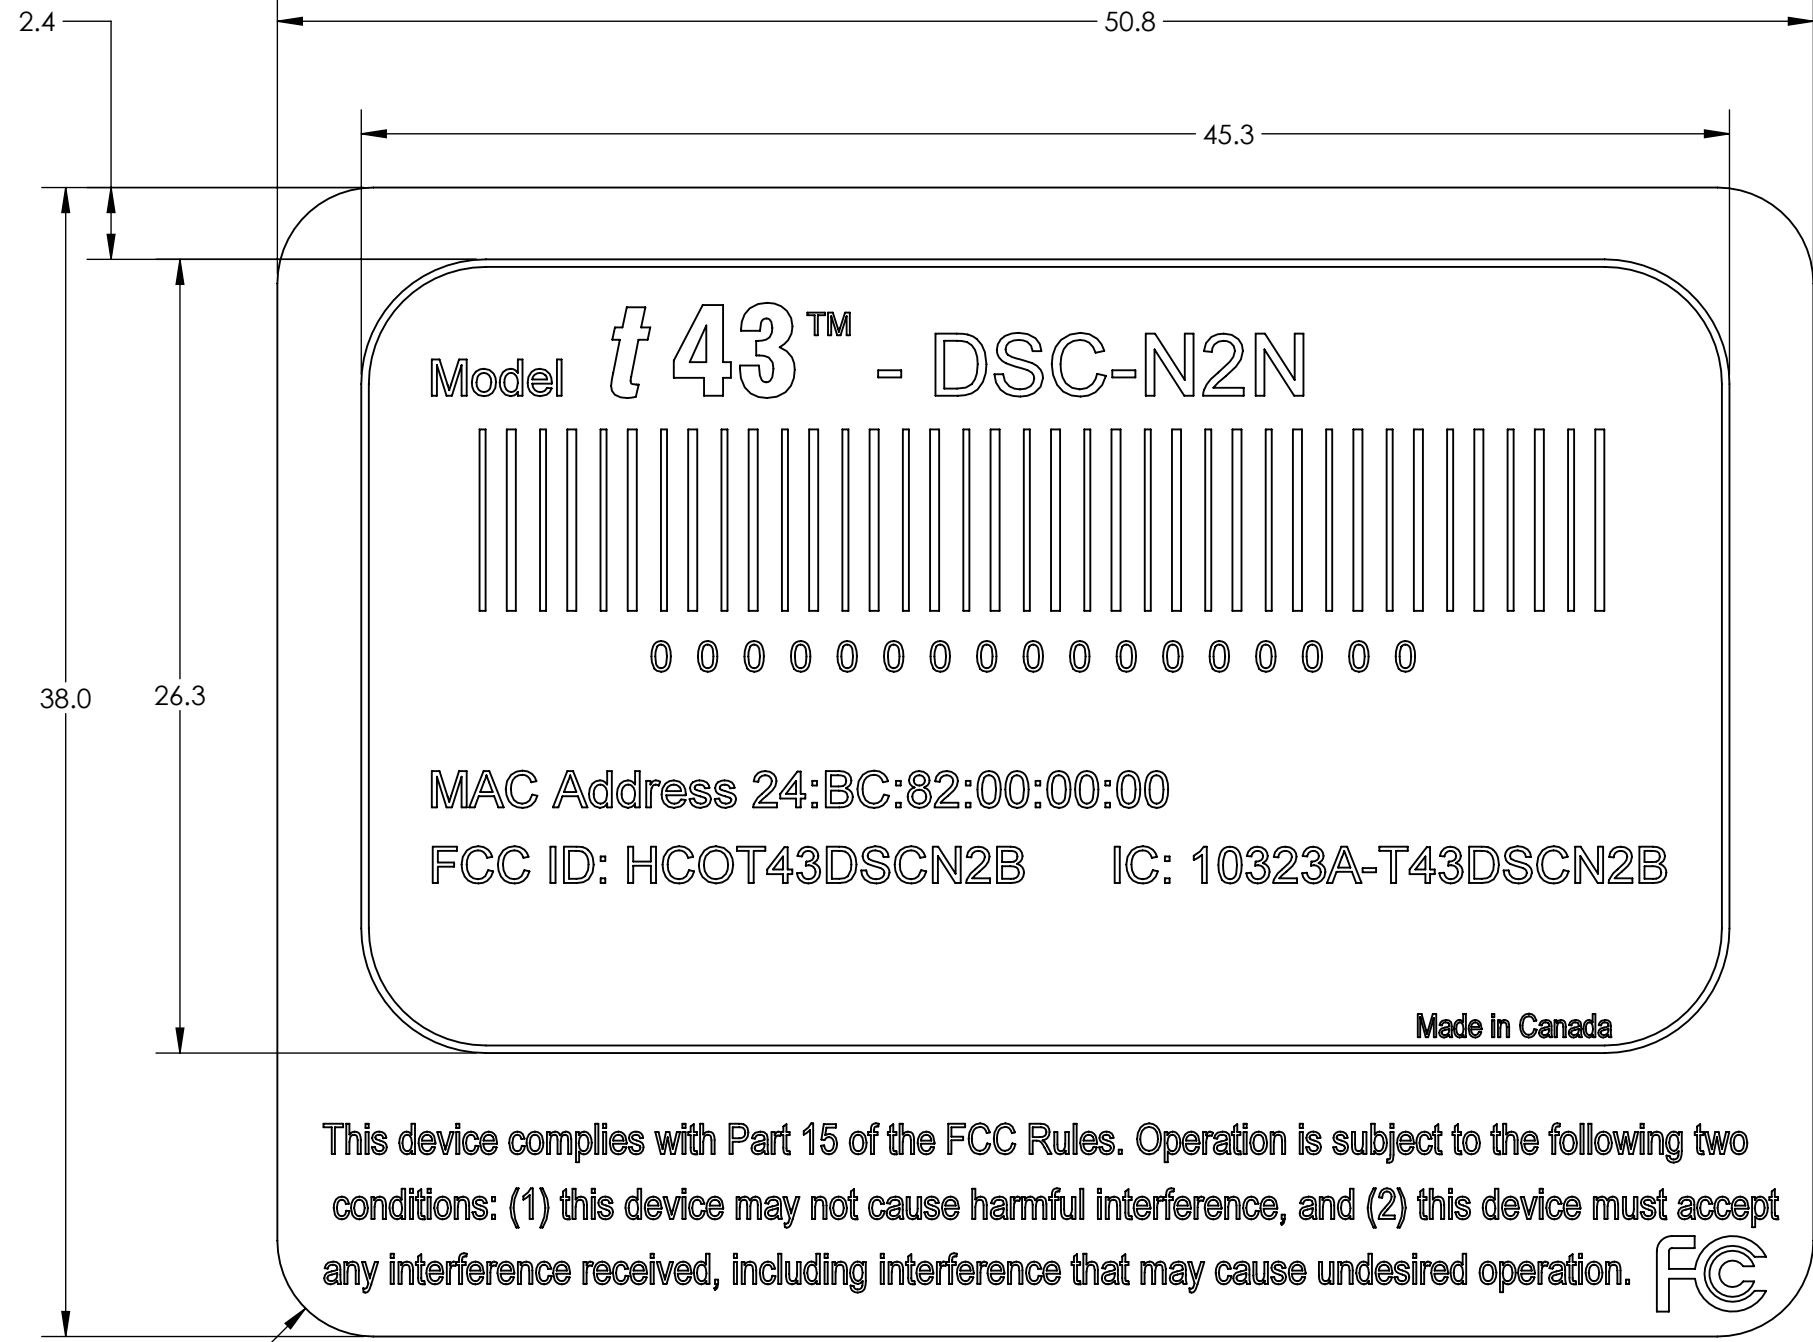 2.4
50.8
45.3
Model t43™ - DSC-N2N
0 0 0 0 0 0 0 0 0 0 0 0 0 0 0 0 0
38.0
26.3
MAC Address 24:BC:82:00:00:00
FCC ID: HCOT43DSCN2B IC: 10323A-T43DSCN2B
Made in Canada
This device complies with Part 15 of the FCC Rules. Operation is subject to the following two
conditions: (1) this device may not cause harmful interference, and (2) this device must accept
any interference received, including interference that may cause undesired operation. FC